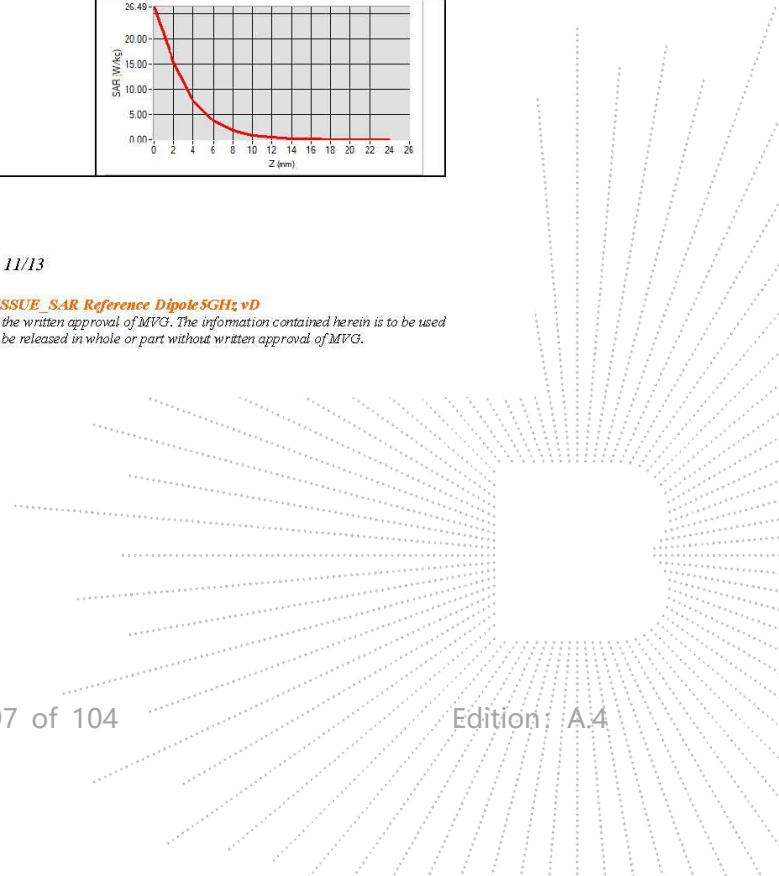 26.49
20.00
15.00
10.00
5.00
0.00
SAR (W/kg)
0 2 4 6 8 10 12 14 16 18 20 22 24 26
Z (mm)
11/13
SSUE_SAR Reference Dipole5GHz vD
the written approval of MVG. The information contained herein is to be used
be released in whole or part without written approval of MVG.
7 of 104
Edition: A.4